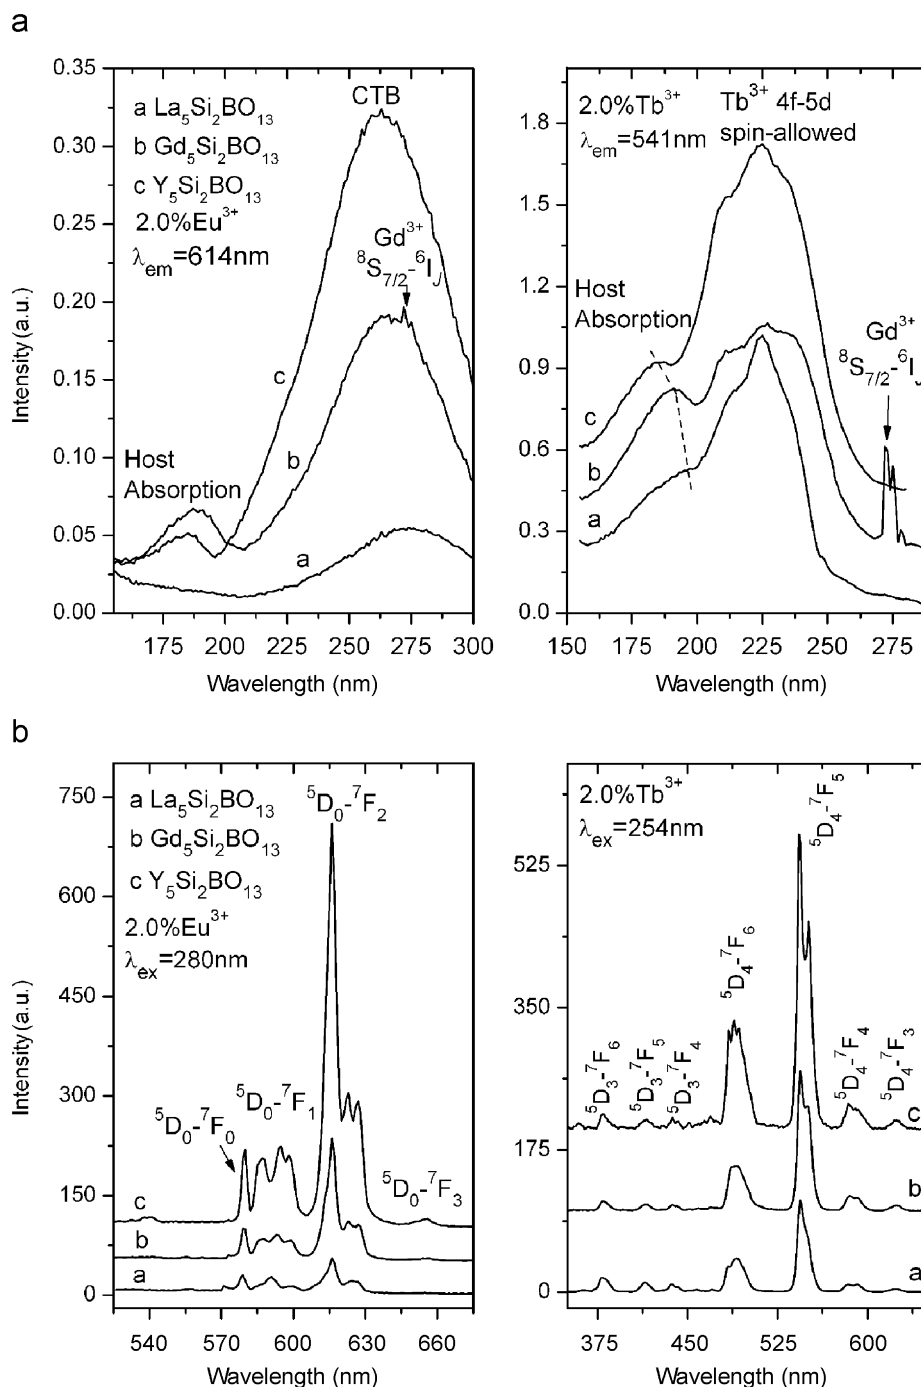 a
0.35
0.30
0.25
0.20
0.15
0.10
0.05
0.00
Intensity (a.u.)
a La₅Si₂BO₁₃
b Gd₅Si₂BO₁₃
c Y₅Si₂BO₁₃
2.0%Eu³⁺
λₑₘ=614nm
CTB
Gd³⁺
⁸S₇/₂-⁶I_J
Host
Absorption
c
b
a
175 200 225 250 275 300
Wavelength (nm)
1.8
1.5
1.2
0.9
0.6
0.3
0.0
2.0%Tb³⁺
λₑₘ=541nm
Tb³⁺ 4f-5d
spin-allowed
Host
Absorption
Gd³⁺
⁸S₇/₂-⁶I_J
c
b
a
150 175 200 225 250 275
Wavelength (nm)
b
750
600
450
300
150
0
Intensity (a.u.)
a La₅Si₂BO₁₃
b Gd₅Si₂BO₁₃
c Y₅Si₂BO₁₃
2.0%Eu³⁺
λₑₓ=280nm
⁵D₀-⁷F₂
⁵D₀-⁷F₁
⁵D₀-⁷F₀
⁵D₀-⁷F₃
c
b
a
540 570 600 630 660
Wavelength (nm)
525
350
175
0
2.0%Tb³⁺
λₑₓ=254nm
⁵D₃-⁷F₆
⁵D₃-⁷F₅
⁵D₃-⁷F₄
⁵D₄-⁷F₆
⁵D₄-⁷F₅
⁵D₄-⁷F₄
⁵D₄-⁷F₃
c
b
a
375 450 525 600
Wavelength (nm)